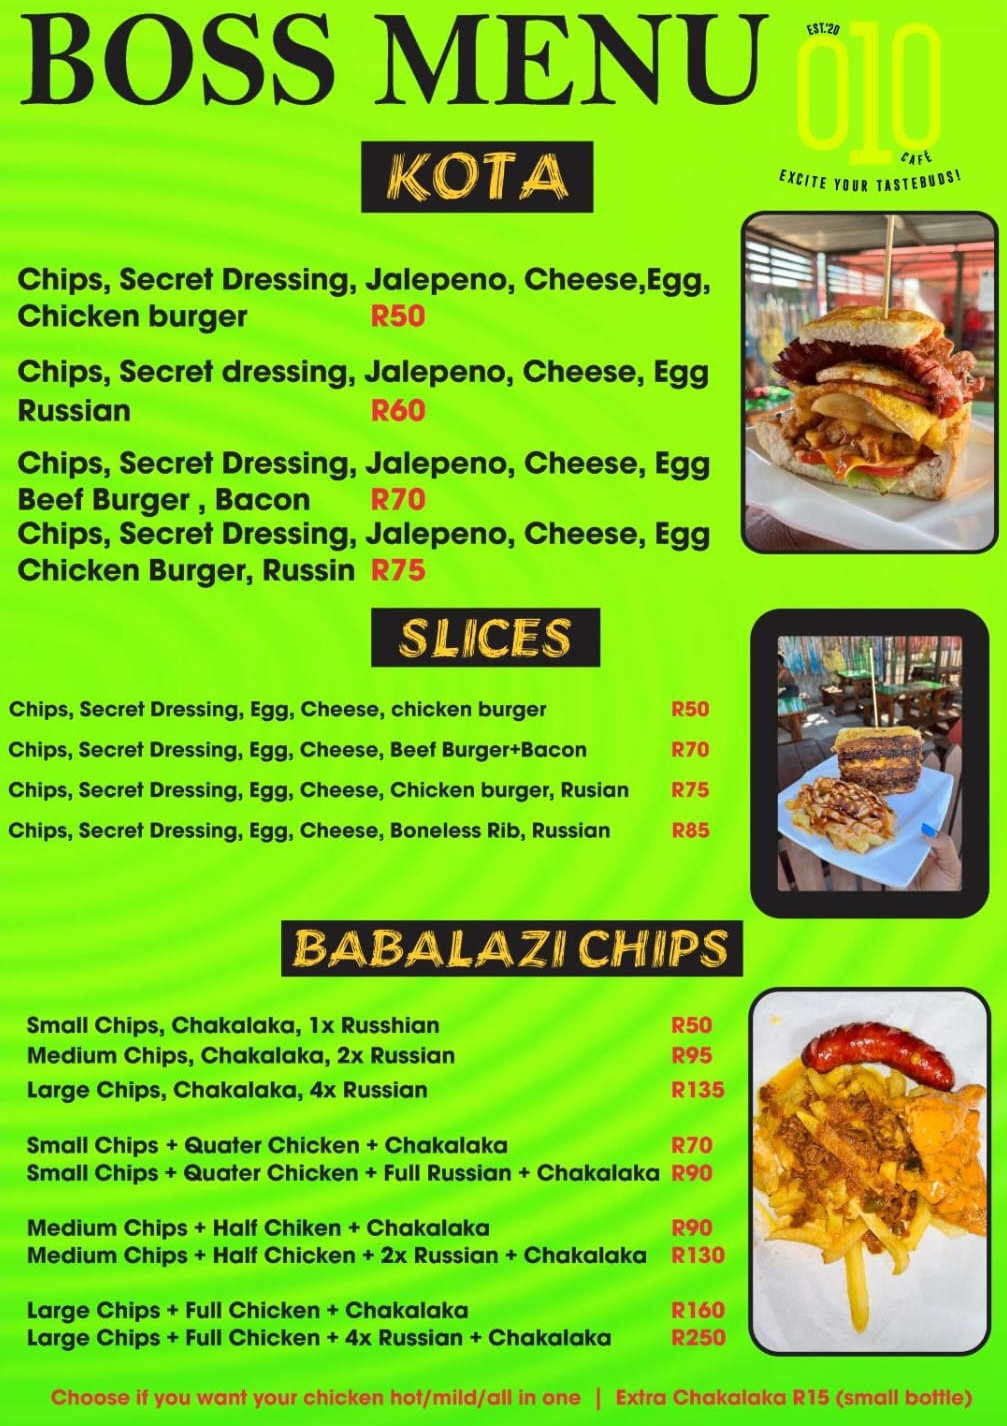 BOSS MENU
EST.'20
010
CAFÈ
EXCITE YOUR TASTEBUDS!
KOTA
Chips, Secret Dressing, Jalepeno, Cheese,Egg,
Chicken burger R50
Chips, Secret dressing, Jalepeno, Cheese, Egg
Russian R60
Chips, Secret Dressing, Jalepeno, Cheese, Egg
Beef Burger , Bacon R70
Chips, Secret Dressing, Jalepeno, Cheese, Egg
Chicken Burger, Russin R75
SLICES
Chips, Secret Dressing, Egg, Cheese, chicken burger R50
Chips, Secret Dressing, Egg, Cheese, Beef Burger+Bacon R70
Chips, Secret Dressing, Egg, Cheese, Chicken burger, Rusian R75
Chips, Secret Dressing, Egg, Cheese, Boneless Rib, Russian R85
BABALAZI CHIPS
Small Chips, Chakalaka, 1x Russhian R50
Medium Chips, Chakalaka, 2x Russian R95
Large Chips, Chakalaka, 4x Russian R135
Small Chips + Quater Chicken + Chakalaka R70
Small Chips + Quater Chicken + Full Russian + Chakalaka R90
Medium Chips + Half Chiken + Chakalaka R90
Medium Chips + Half Chicken + 2x Russian + Chakalaka R130
Large Chips + Full Chicken + Chakalaka R160
Large Chips + Full Chicken + 4x Russian + Chakalaka R250
Choose if you want your chicken hot/mild/all in one | Extra Chakalaka R15 (small bottle)